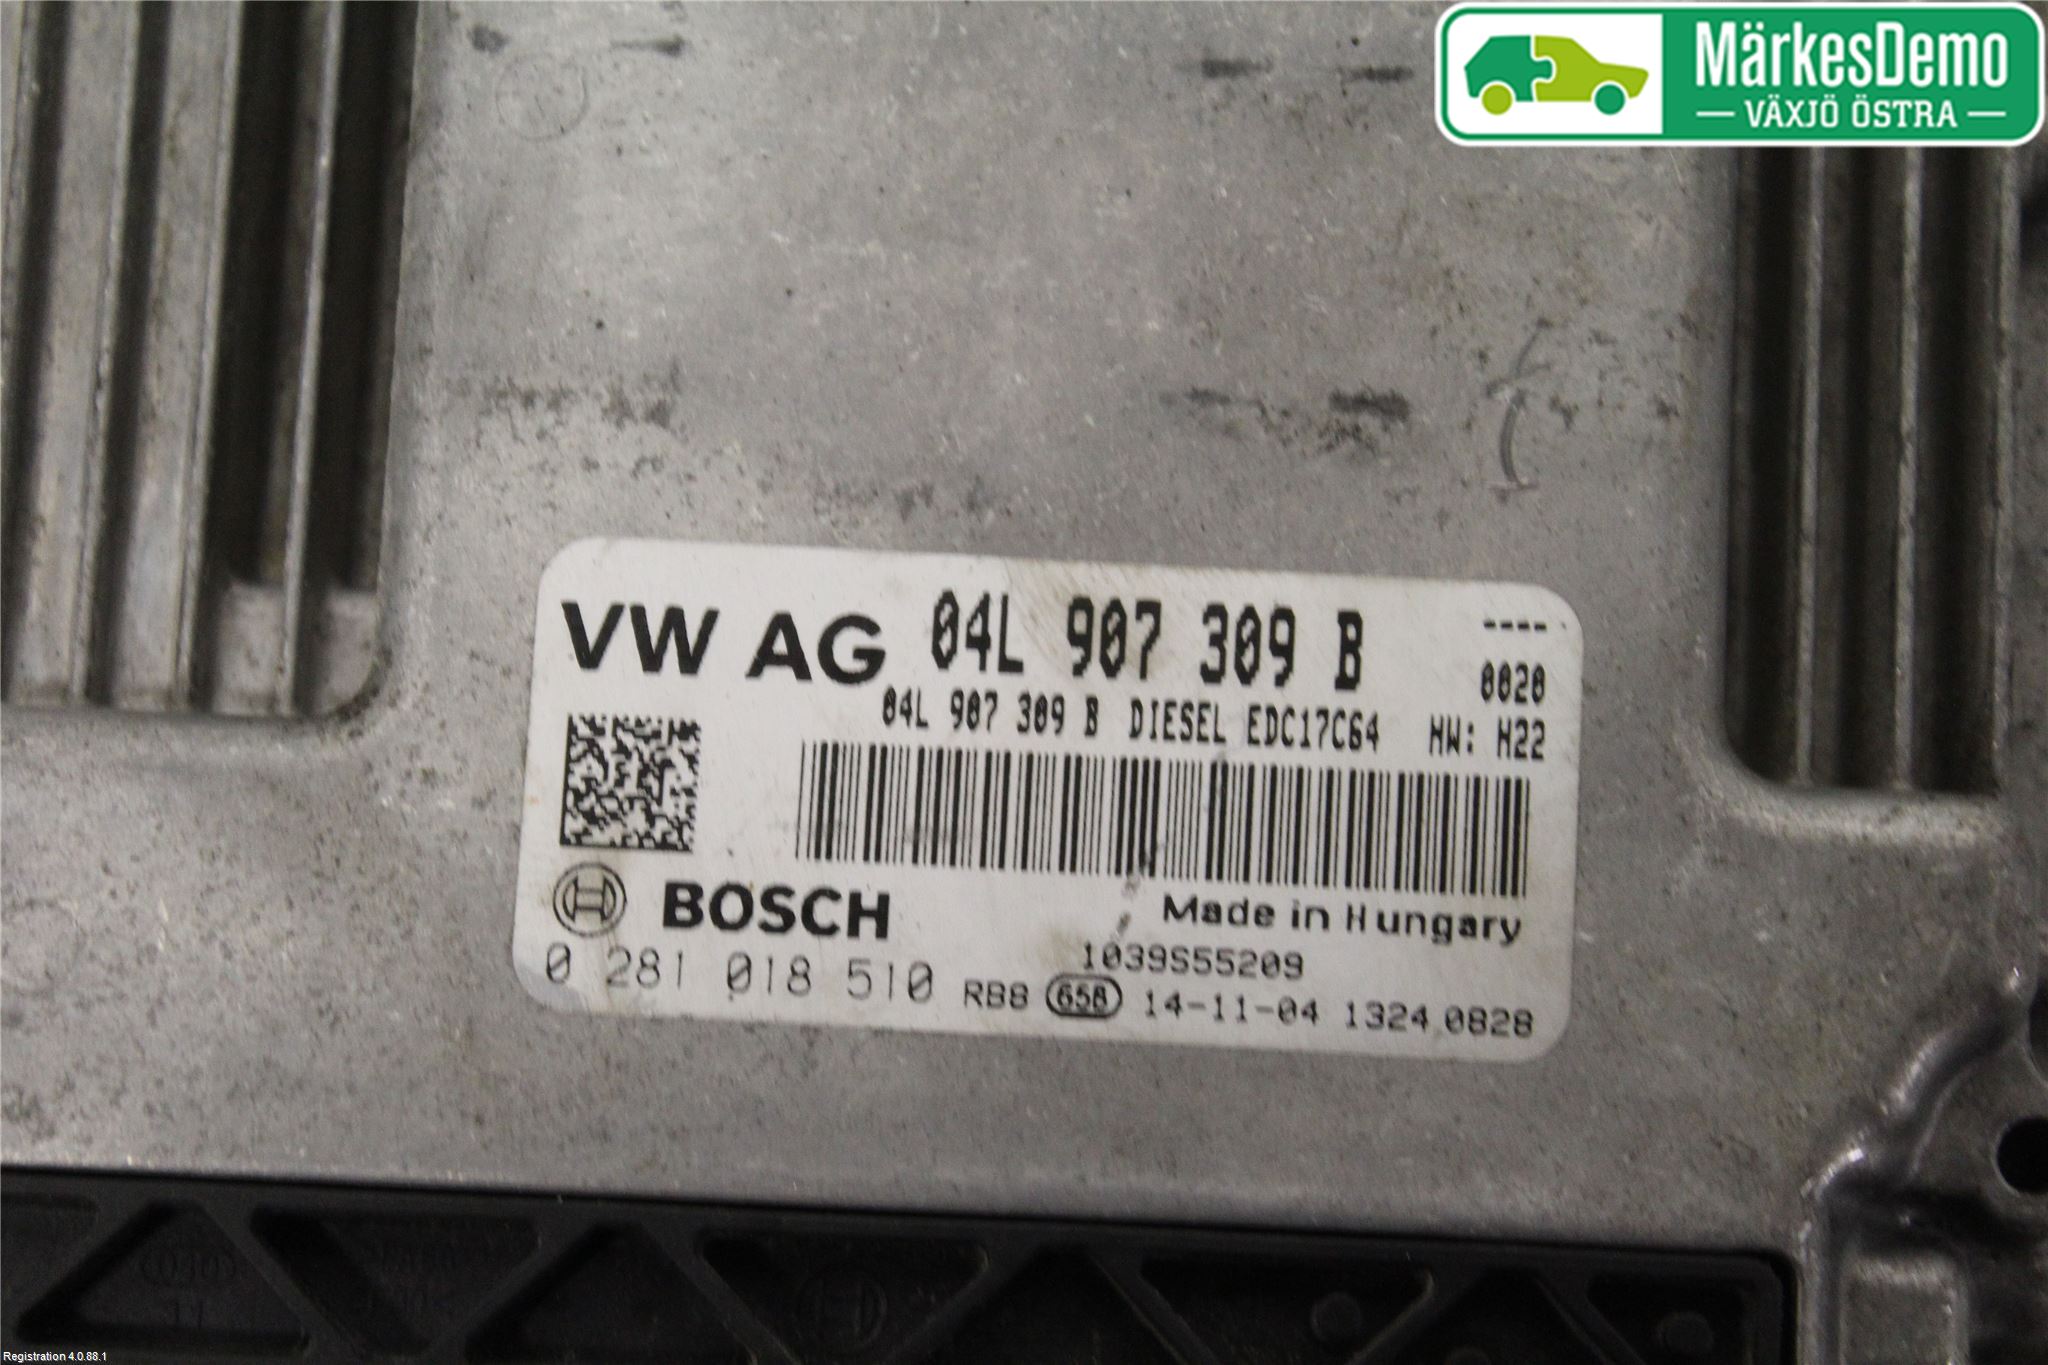 MärkesDemo
VÄXJÖ ÖSTRA
VW AG 04L 907 309 B ----
0020
04L 907 309 B DIESEL EDC17C64 HW: H22
BOSCH
Made in Hungary
1039S55209
0 281 018 510 RB8 658 14-11-04 1324 0828
Registration 4.0.88.1